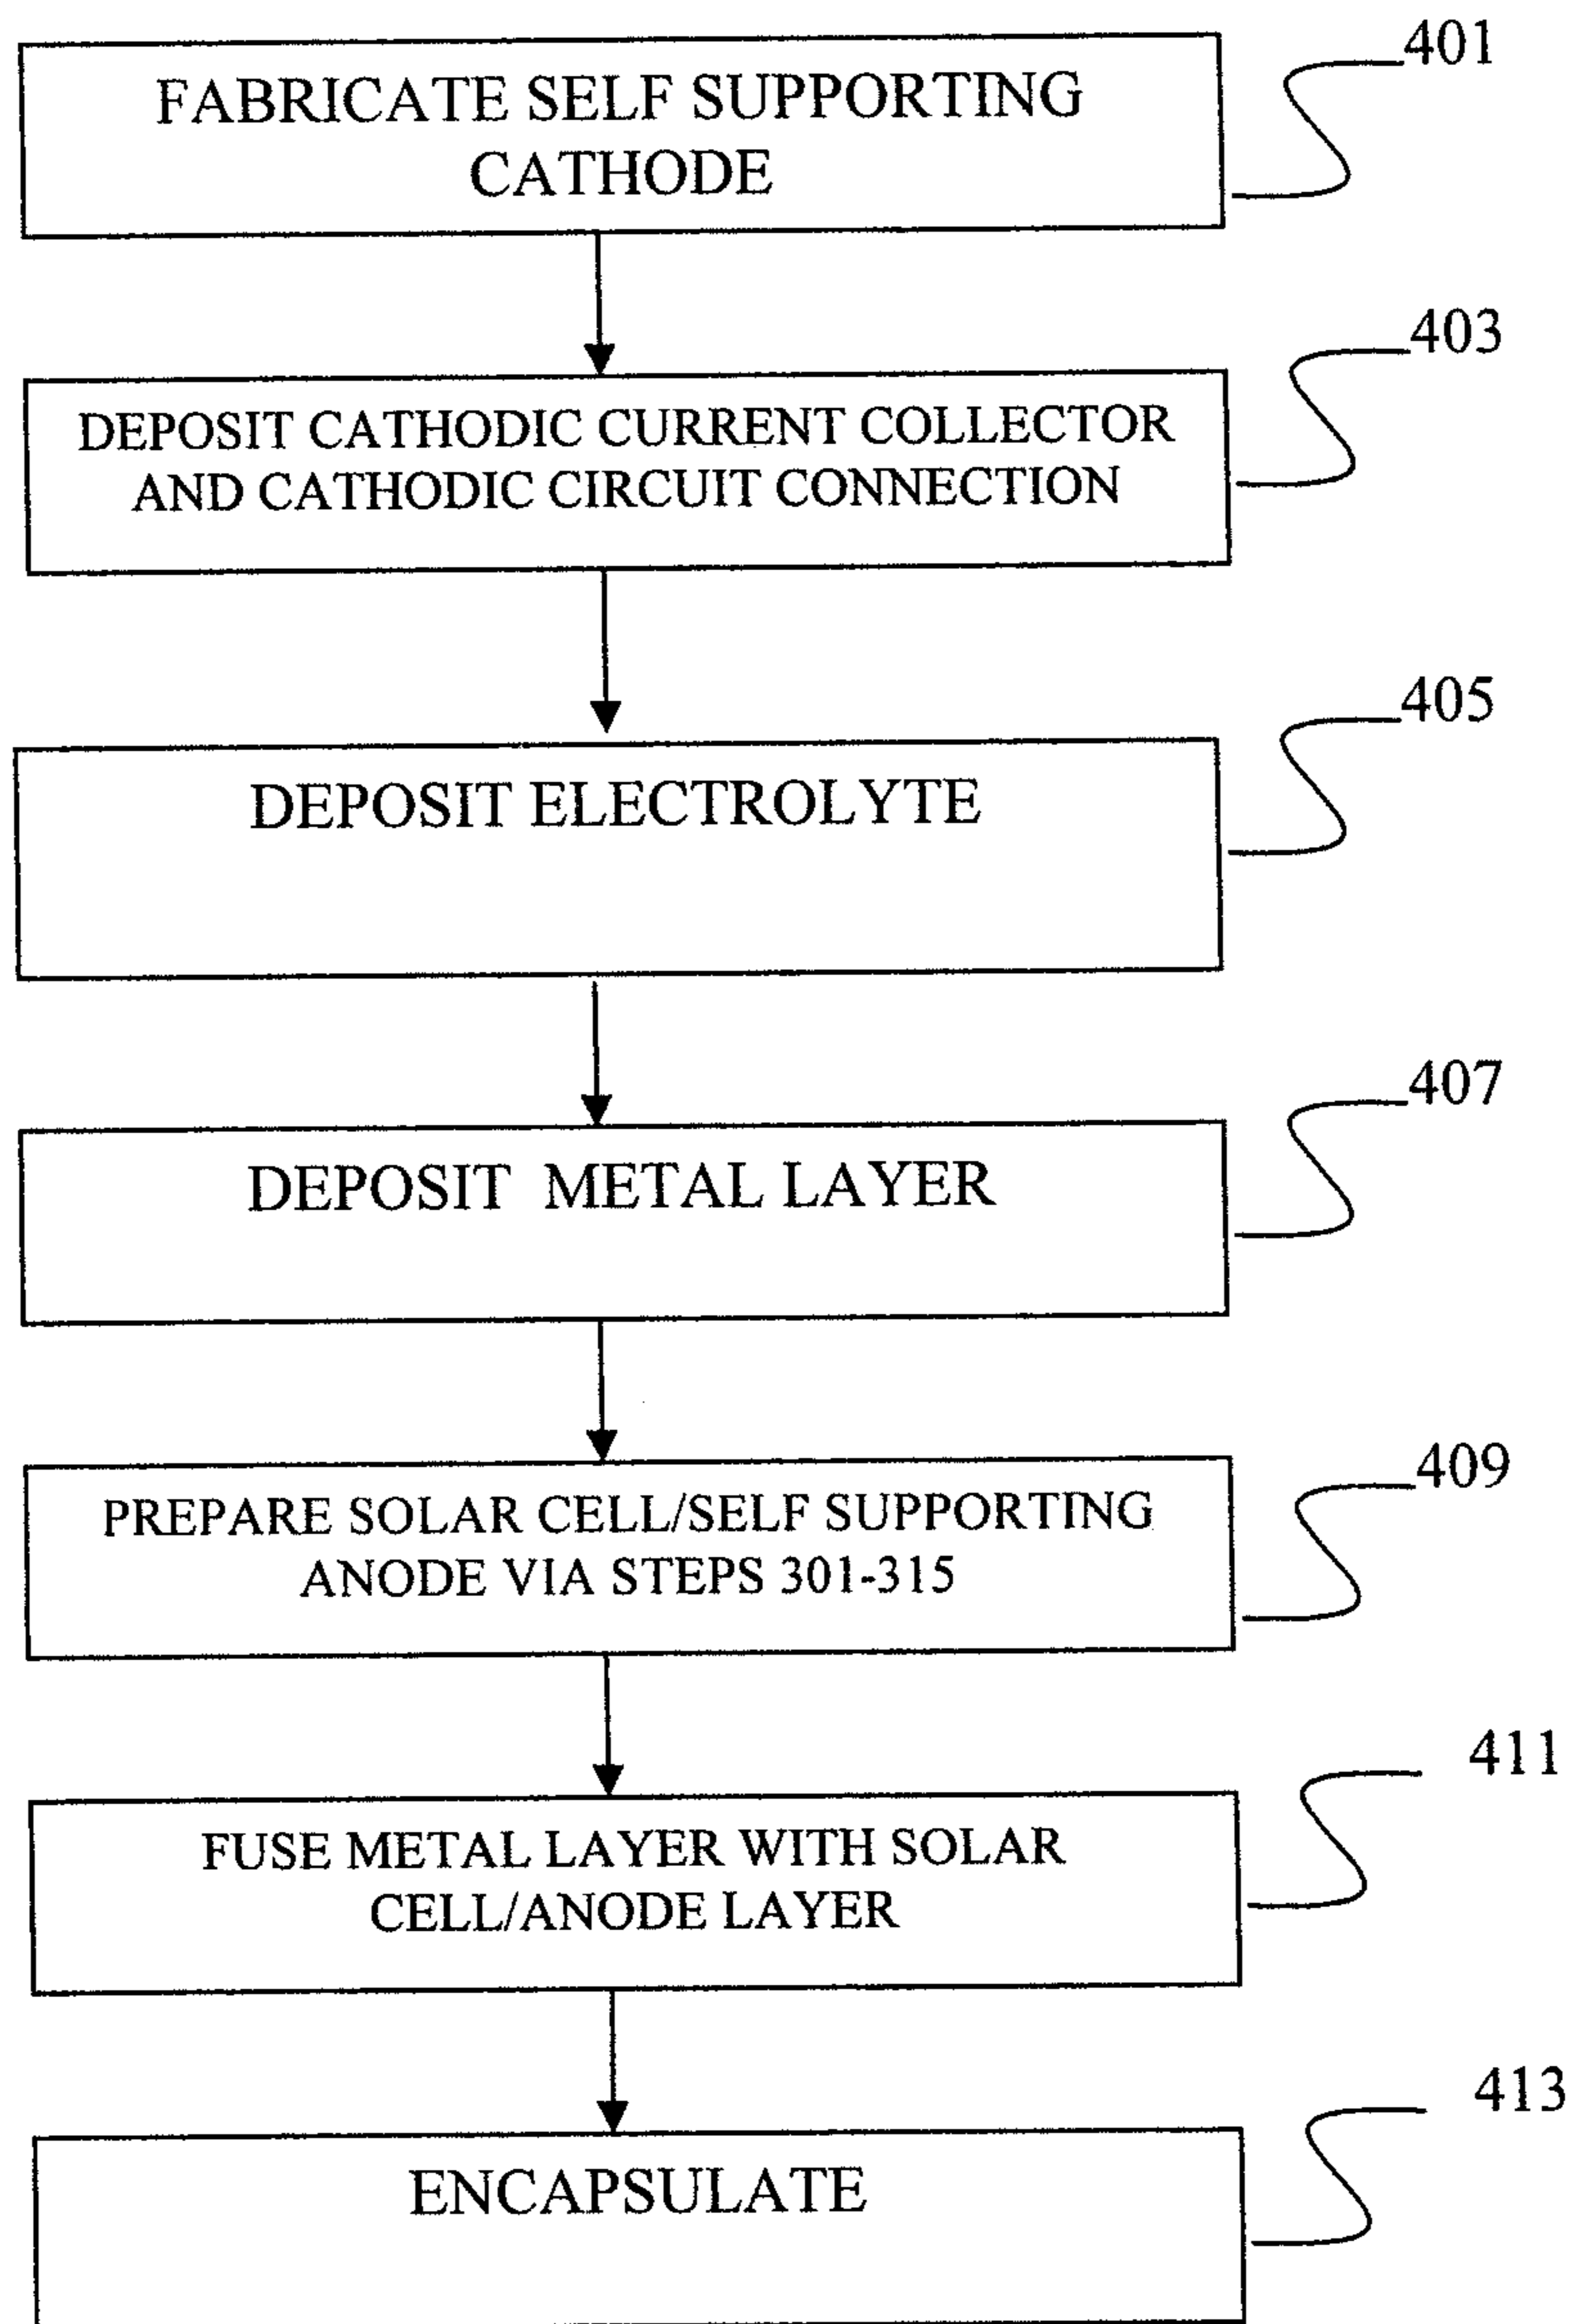 401
FABRICATE SELF SUPPORTING
CATHODE
403
DEPOSIT CATHODIC CURRENT COLLECTOR
AND CATHODIC CIRCUIT CONNECTION
405
DEPOSIT ELECTROLYTE
407
DEPOSIT METAL LAYER
409
PREPARE SOLAR CELL/SELF SUPPORTING
ANODE VIA STEPS 301-315
411
FUSE METAL LAYER WITH SOLAR
CELL/ANODE LAYER
413
ENCAPSULATE